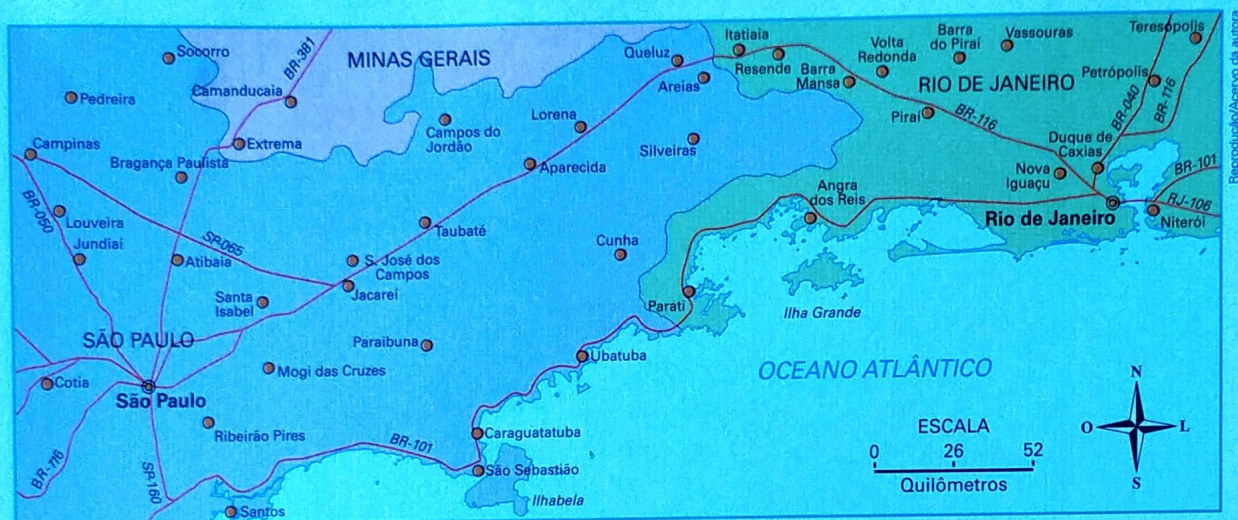 Socorro
BR-381
MINAS GERAIS
Queluz
Itatiaia
Resende
Barra
Mansa
Volta
Redonda
Barra
do Piraí
Vassouras
Teresópolis
Pedreira
Camanducaia
Areias
RIO DE JANEIRO
Petrópolis
Lorena
Piraí
BR-116
BR-040
BR-116
Campinas
Extrema
Campos do
Jordão
Silveiras
Duque de
Caxias
Bragança Paulista
Aparecida
Nova
Iguaçu
BR-101
BR-050
Angra
dos Reis
Rio de Janeiro
RJ-106
Niterói
Louveira
Jundiaí
SP-065
Taubaté
Cunha
Atibaia
S. José dos
Campos
Jacareí
Santa
Isabel
Parati
Ilha Grande
SÃO PAULO
Paraibuna
Ubatuba
Mogi das Cruzes
OCEANO ATLÂNTICO
Cotia
São Paulo
Ribeirão Pires
Caraguatatuba
BR-101
BR-116
SP-160
São Sebastião
Ilhabela
Santos
ESCALA
0 26 52
Quilômetros
N
O L
S
Reprodução/Acervo da autora